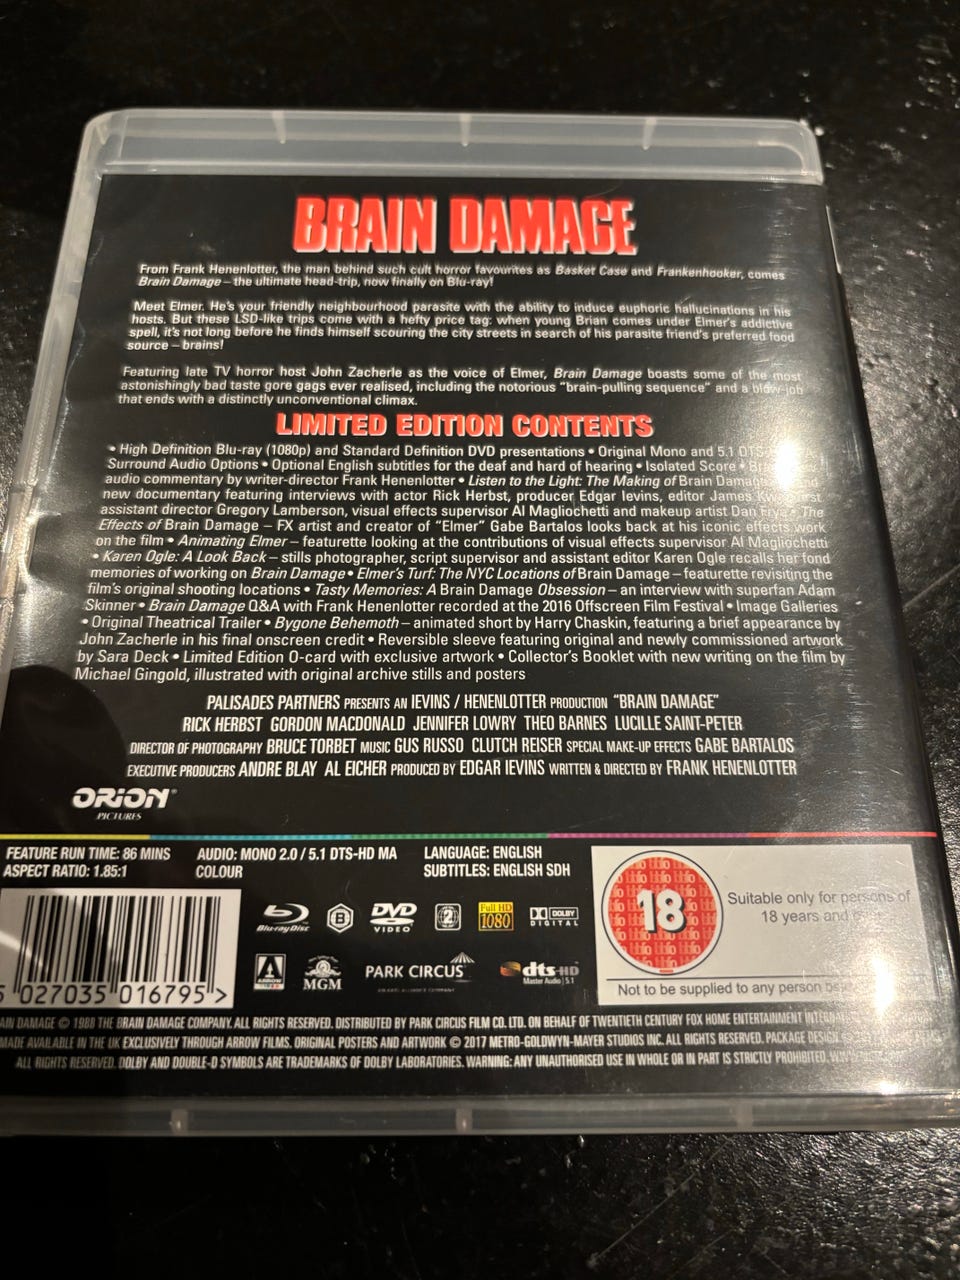 BRAIN DAMAGE
From Frank Henenlotter, the man behind such cult horror favourites as Basket Case and Frankenhooker, comes
Brain Damage – the ultimate head-trip, now finally on Blu-ray!
Meet Elmer. He's your friendly neighbourhood parasite with the ability to induce euphoric hallucinations in his
hosts. But these LSD-like trips come with a hefty price tag: when young Brian comes under Elmer's addictive
spell, it's not long before he finds himself scouring the city streets in search of his parasite friend's preferred food
source – brains!
Featuring late TV horror host John Zacherle as the voice of Elmer, Brain Damage boasts some of the most
astonishingly bad taste gore gags ever realised, including the notorious "brain-pulling sequence" and a blow-job
that ends with a distinctly unconventional climax.
LIMITED EDITION CONTENTS
• High Definition Blu-ray (1080p) and Standard Definition DVD presentations • Original Mono and 5.1
Surround Audio Options • Optional English subtitles for the deaf and hard of hearing • Isolated Score •
audio commentary by writer-director Frank Henenlotter • Listen to the Light: The Making of Brain Damage
new documentary featuring interviews with actor Rick Herbst, producer Edgar Ievins, editor James
assistant director Gregory Lamberson, visual effects supervisor Al Magliochetti and makeup artist Dan Frye • The
Effects of Brain Damage – FX artist and creator of "Elmer" Gabe Bartalos looks back at his iconic effects work
on the film • Animating Elmer – featurette looking at the contributions of visual effects supervisor Al Magliochetti
• Karen Ogle: A Look Back – stills photographer, script supervisor and assistant editor Karen Ogle recalls her fond
memories of working on Brain Damage • Elmer's Turf: The NYC Locations of Brain Damage – featurette revisiting the
film's original shooting locations • Tasty Memories: A Brain Damage Obsession – an interview with superfan Adam
Skinner • Brain Damage Q&A with Frank Henenlotter recorded at the 2016 Offscreen Film Festival • Image Galleries
• Original Theatrical Trailer • Bygone Behemoth – animated short by Harry Chaskin, featuring a brief appearance by
John Zacherle in his final onscreen credit • Reversible sleeve featuring original and newly commissioned artwork
by Sara Deck • Limited Edition O-card with exclusive artwork • Collector's Booklet with new writing on the film by
Michael Gingold, illustrated with original archive stills and posters
PALISADES PARTNERS PRESENTS AN IEVINS / HENENLOTTER PRODUCTION "BRAIN DAMAGE"
RICK HERBST GORDON MACDONALD JENNIFER LOWRY THEO BARNES LUCILLE SAINT-PETER
DIRECTOR OF PHOTOGRAPHY BRUCE TORBET MUSIC GUS RUSSO CLUTCH REISER SPECIAL MAKE-UP EFFECTS GABE BARTALOS
EXECUTIVE PRODUCERS ANDRE BLAY AL EICHER PRODUCED BY EDGAR IEVINS WRITTEN & DIRECTED BY FRANK HENENLOTTER
ORION
PICTURES
FEATURE RUN TIME: 86 MINS AUDIO: MONO 2.0 / 5.1 DTS-HD MA LANGUAGE: ENGLISH
ASPECT RATIO: 1.85:1 COLOUR SUBTITLES: ENGLISH SDH
Blu-ray Disc B DVD VIDEO 2 Full HD 1080 DOLBY DIGITAL
ARROW MGM PARK CIRCUS dts-HD Master Audio 5.1
18
Suitable only for persons of
18 years and
Not to be supplied to any person
5 027035 016795 >
AIN DAMAGE © 1988 THE BRAIN DAMAGE COMPANY. ALL RIGHTS RESERVED. DISTRIBUTED BY PARK CIRCUS FILM CO. LTD. ON BEHALF OF TWENTIETH CENTURY FOX HOME ENTERTAINMENT
MADE AVAILABLE IN THE UK EXCLUSIVELY THROUGH ARROW FILMS. ORIGINAL POSTERS AND ARTWORK © 2017 METRO-GOLDWYN-MAYER STUDIOS INC. ALL RIGHTS RESERVED. PACKAGE DESIGN
ALL RIGHTS RESERVED. DOLBY AND DOUBLE-D SYMBOLS ARE TRADEMARKS OF DOLBY LABORATORIES. WARNING: ANY UNAUTHORISED USE IN WHOLE OR IN PART IS STRICTLY PROHIBITED.